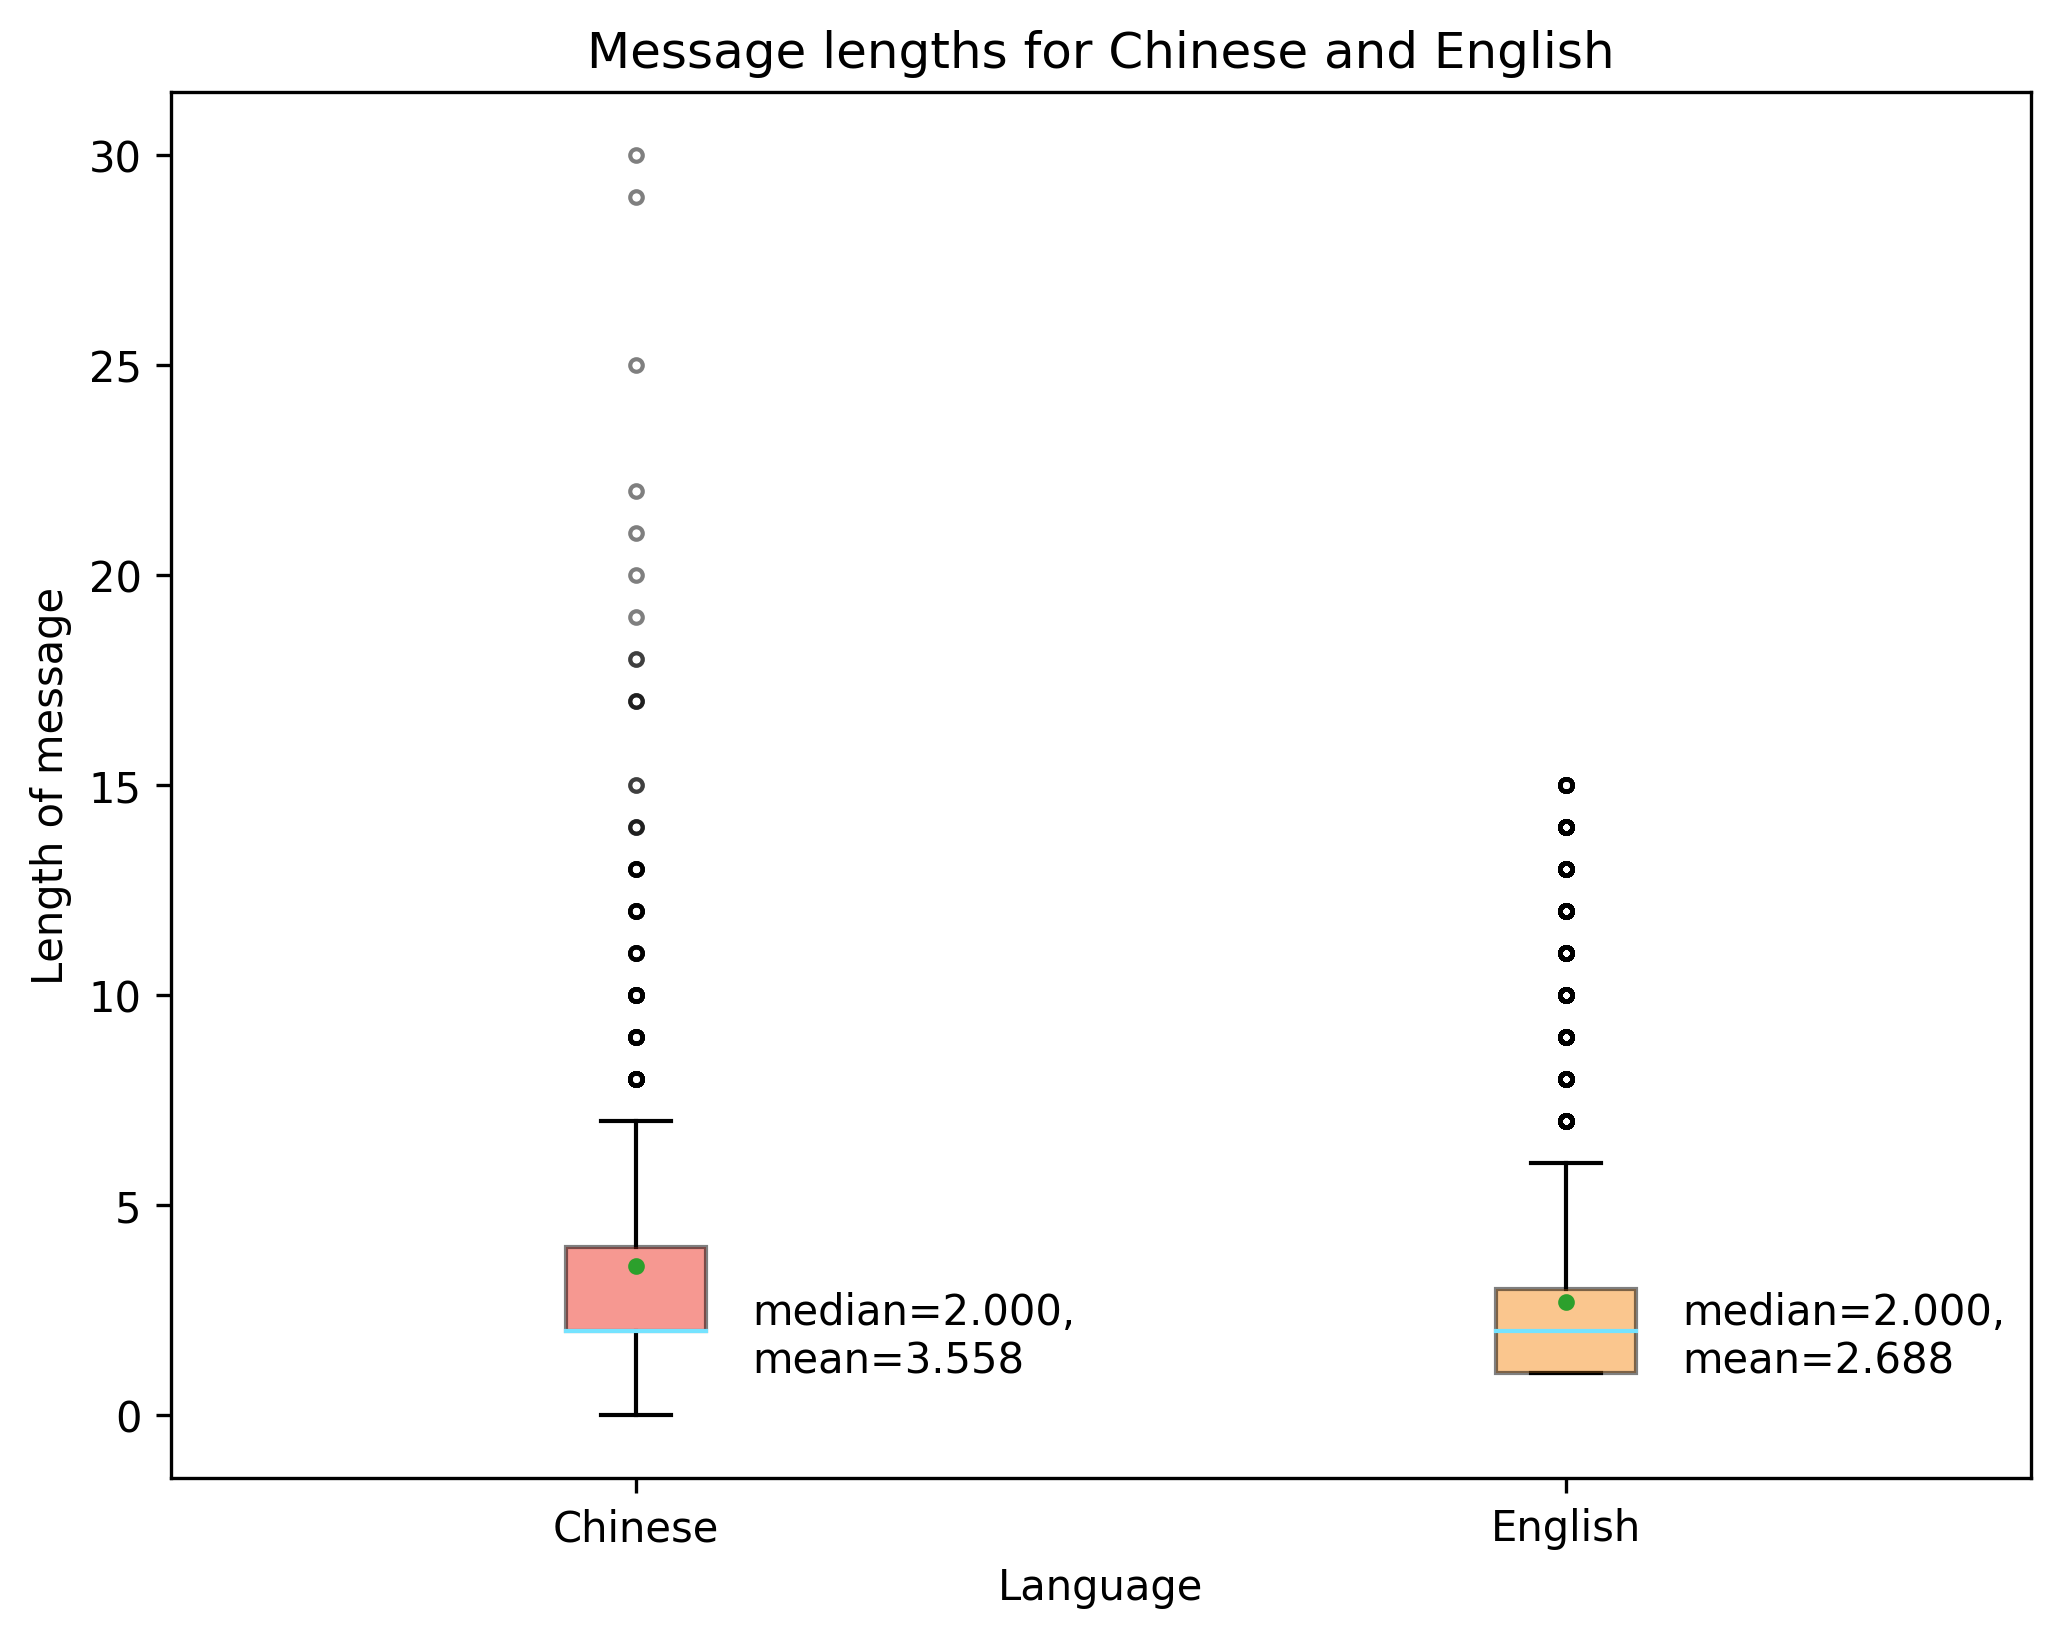 Message lengths for Chinese and English
30
25
20
15
10
5
0
Length of message
median=2.000,
mean=3.558
median=2.000,
mean=2.688
Chinese
English
Language